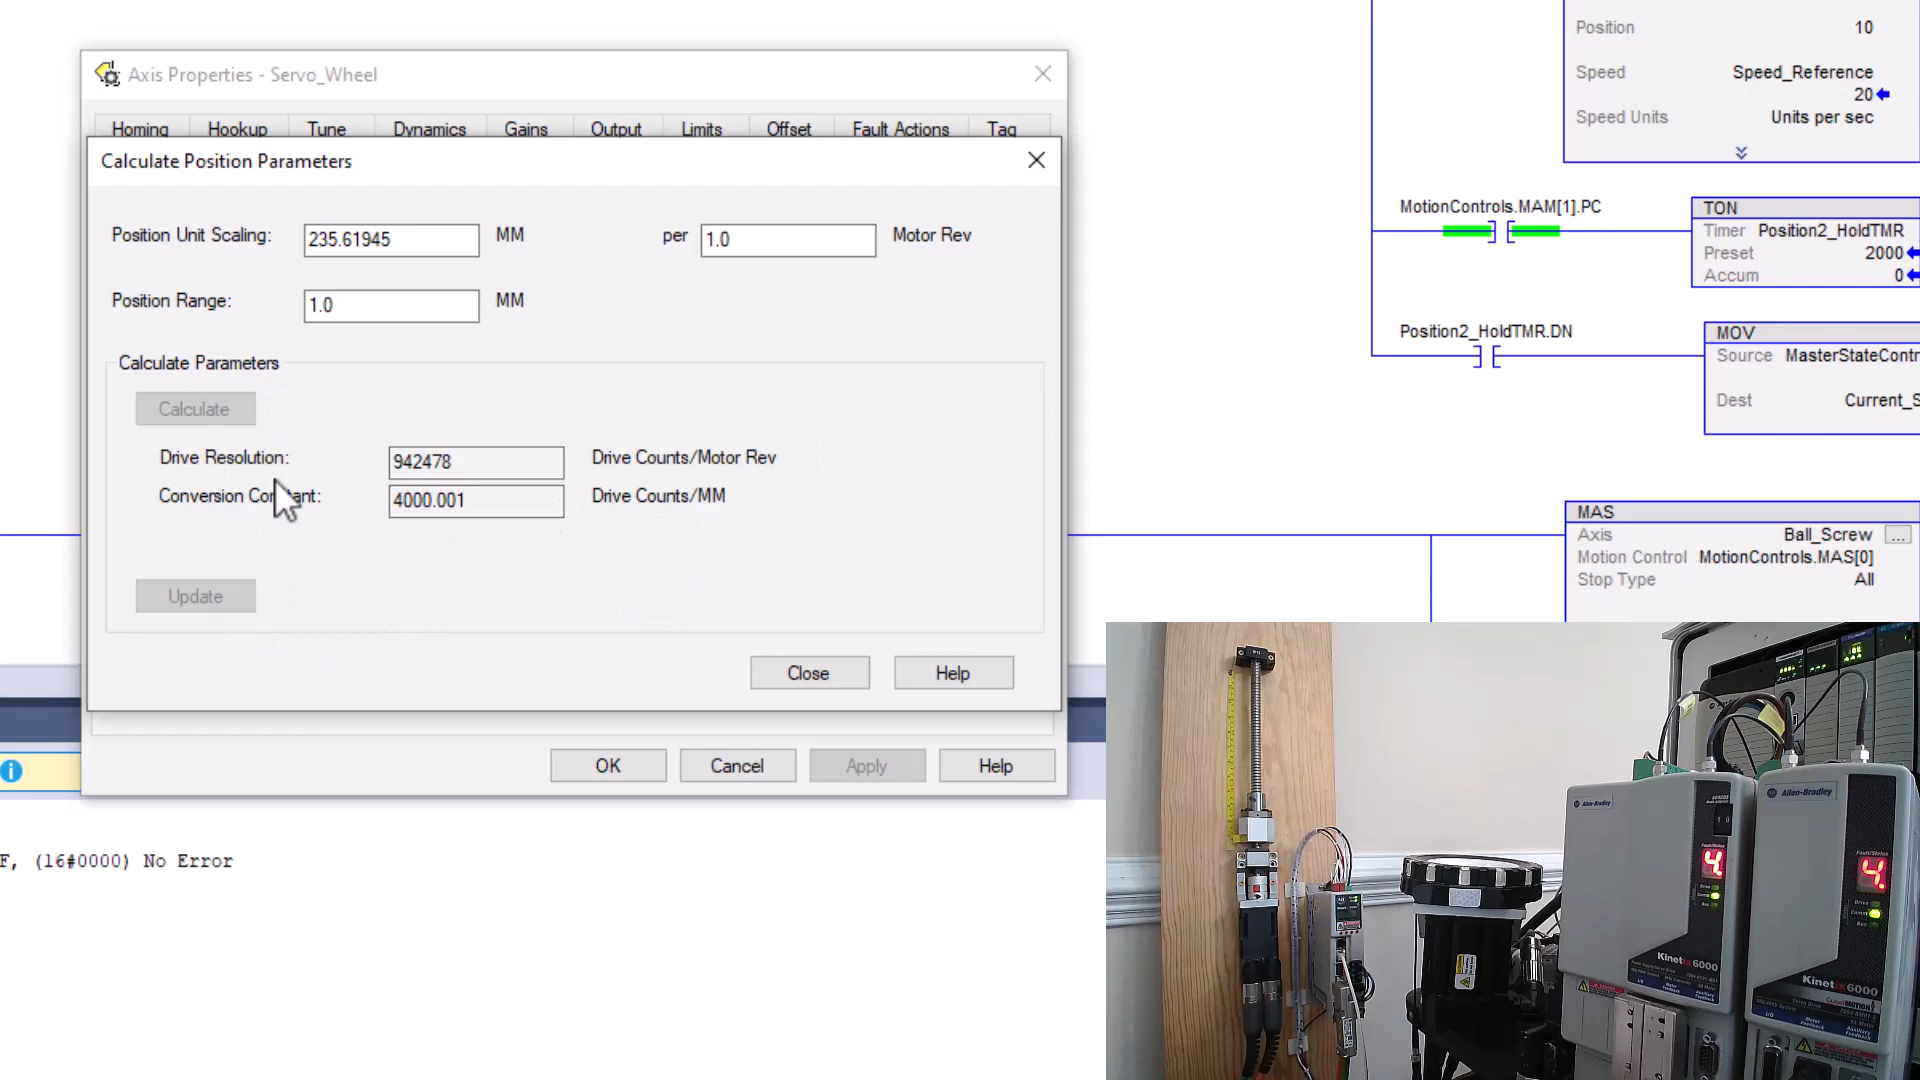 Axis Properties - Servo_Wheel
Homing Hookup Tune Dynamics Gains Output Limits Offset Fault Actions Tag
Calculate Position Parameters
Position Unit Scaling: 235.61945 MM per 1.0 Motor Rev
Position Range: 1.0 MM
Calculate Parameters
Calculate
Drive Resolution: 942478 Drive Counts/Motor Rev
Conversion Constant: 4000.001 Drive Counts/MM
Update
Close Help
OK Cancel Apply Help
F, (16#0000) No Error
Position 10
Speed Speed_Reference
20
Speed Units Units per sec
MotionControls.MAM[1].PC
TON
Timer Position2_HoldTMR
Preset 2000
Accum 0
Position2_HoldTMR.DN
MOV
Source MasterStateContr
Dest Current_S
MAS
Axis Ball_Screw ...
Motion Control MotionControls.MAS[0]
Stop Type All
Allen-Bradley
Allen-Bradley
4.
4.
Kinetix 6000
Kinetix 6000